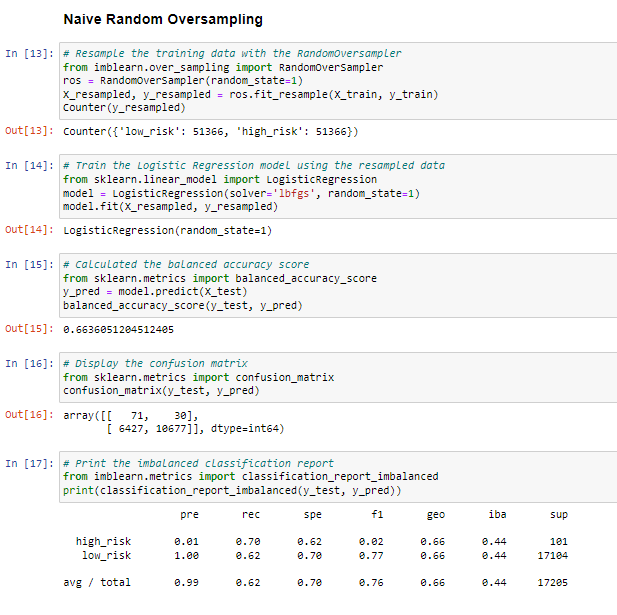 Naive Random Oversampling
In [13]: # Resample the training data with the RandomOversampler
from imblearn.over_sampling import RandomOverSampler
ros = RandomOverSampler(random_state=1)
X_resampled, y_resampled = ros.fit_resample(X_train, y_train)
Counter(y_resampled)
Out[13]: Counter({'low_risk': 51366, 'high_risk': 51366})
In [14]: # Train the Logistic Regression model using the resampled data
from sklearn.linear_model import LogisticRegression
model = LogisticRegression(solver='lbfgs', random_state=1)
model.fit(X_resampled, y_resampled)
Out[14]: LogisticRegression(random_state=1)
In [15]: # Calculated the balanced accuracy score
from sklearn.metrics import balanced_accuracy_score
y_pred = model.predict(X_test)
balanced_accuracy_score(y_test, y_pred)
Out[15]: 0.6636051204512405
In [16]: # Display the confusion matrix
from sklearn.metrics import confusion_matrix
confusion_matrix(y_test, y_pred)
Out[16]: array([[   71,    30],
       [ 6427, 10677]], dtype=int64)
In [17]: # Print the imbalanced classification report
from imblearn.metrics import classification_report_imbalanced
print(classification_report_imbalanced(y_test, y_pred))
pre rec spe f1 geo iba sup
high_risk 0.01 0.70 0.62 0.02 0.66 0.44 101
low_risk 1.00 0.62 0.70 0.77 0.66 0.44 17104
avg / total 0.99 0.62 0.70 0.76 0.66 0.44 17205